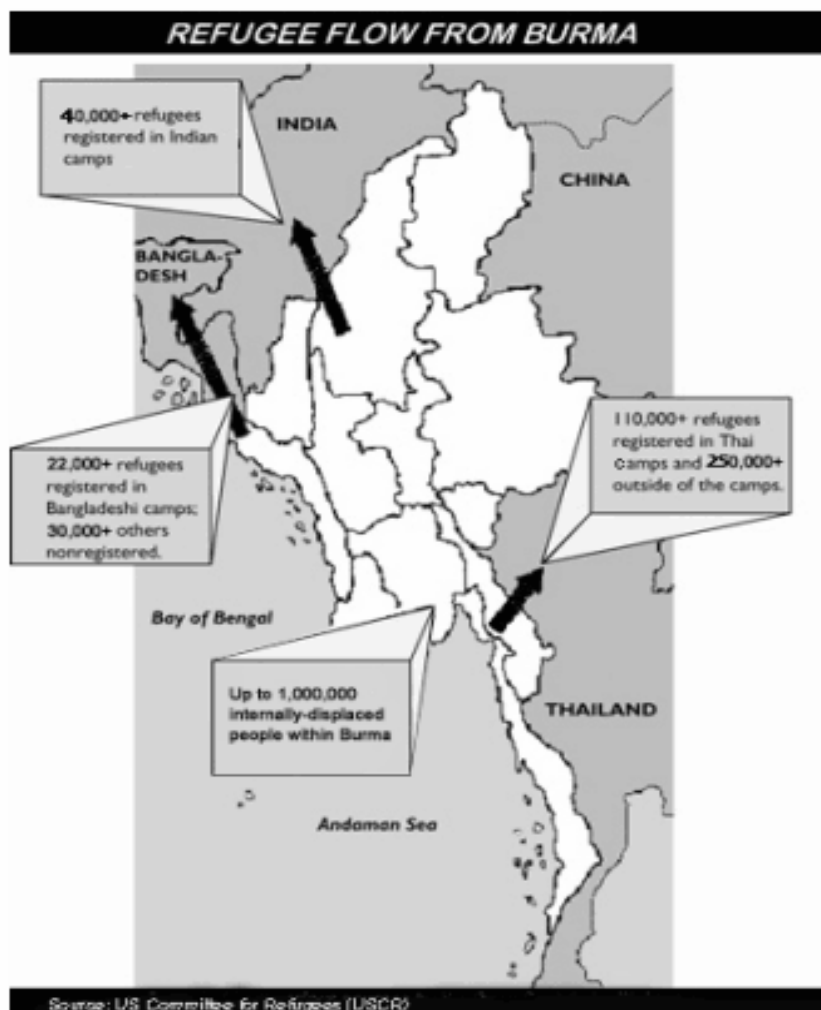 REFUGEE FLOW FROM BURMA
40,000+ refugees
registered in Indian
camps
INDIA
CHINA
BANGLA-
DESH
110,000+ refugees
registered in Thai
camps and 250,000+
outside of the camps.
22,000+ refugees
registered in
Bangladeshi camps;
30,000+ others
nonregistered.
Bay of Bengal
Up to 1,000,000
internally-displaced
people within Burma
THAILAND
Andaman Sea
Source: US Committee for Refugees (USCR)